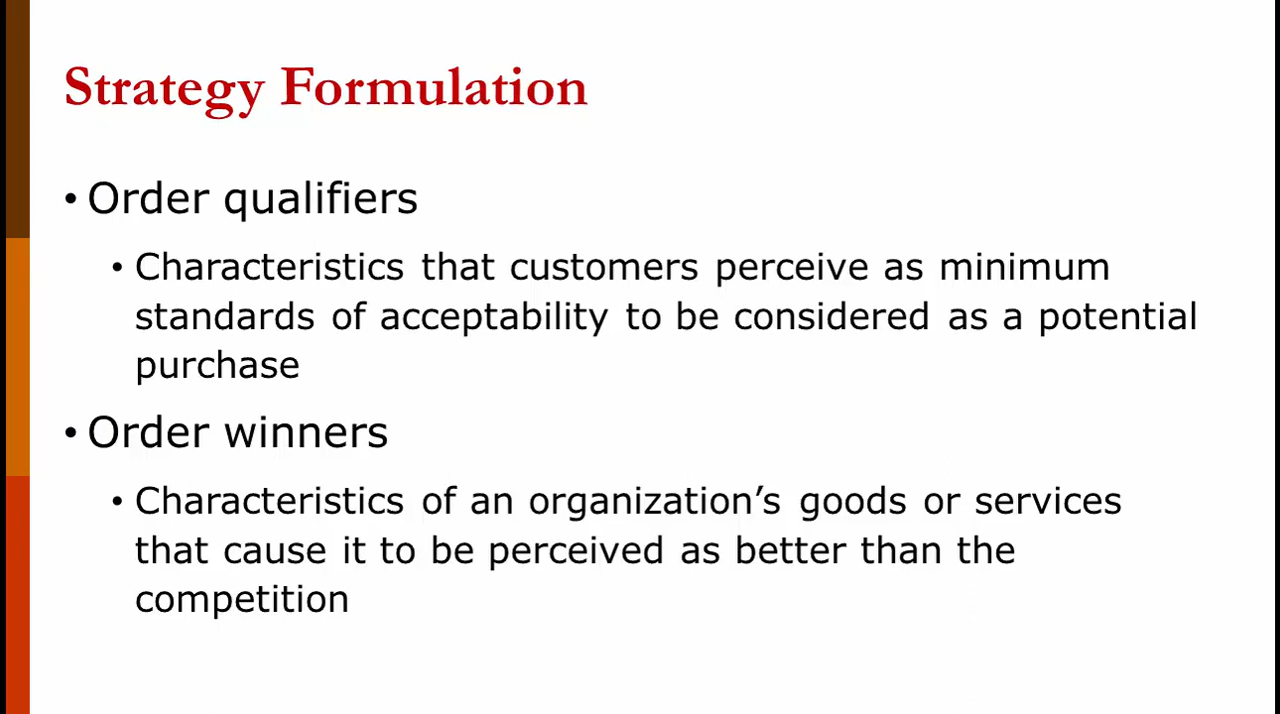 Strategy Formulation
• Order qualifiers
• Characteristics that customers perceive as minimum
standards of acceptability to be considered as a potential
purchase
• Order winners
• Characteristics of an organization’s goods or services
that cause it to be perceived as better than the
competition